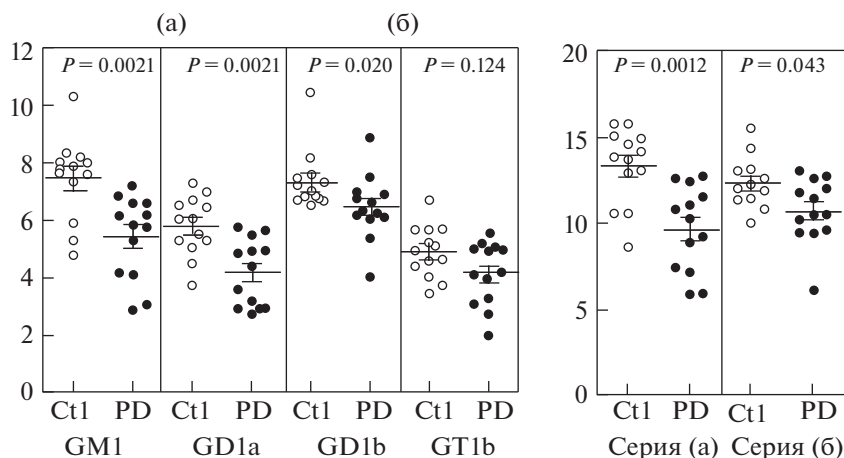 (а) (б)
P = 0.0021 P = 0.0021 P = 0.020 P = 0.124
12
10
8
6
4
2
0
Ct1 PD Ct1 PD Ct1 PD Ct1 PD
GM1 GD1a GD1b GT1b
P = 0.0012 P = 0.043
20
15
10
5
0
Ct1 PD Ct1 PD
Серия (а) Серия (б)